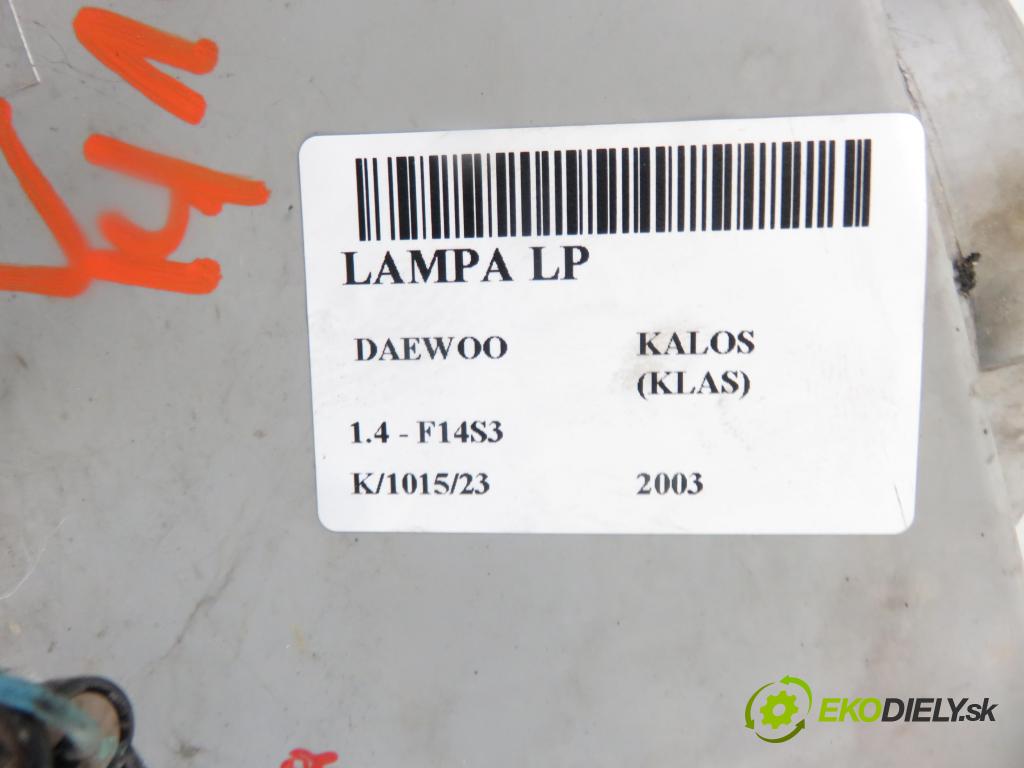 LAMPA LP
DAEWOO KALOS
(KLAS)
1.4 - F14S3
K/1015/23 2003
EKODIELY.sk